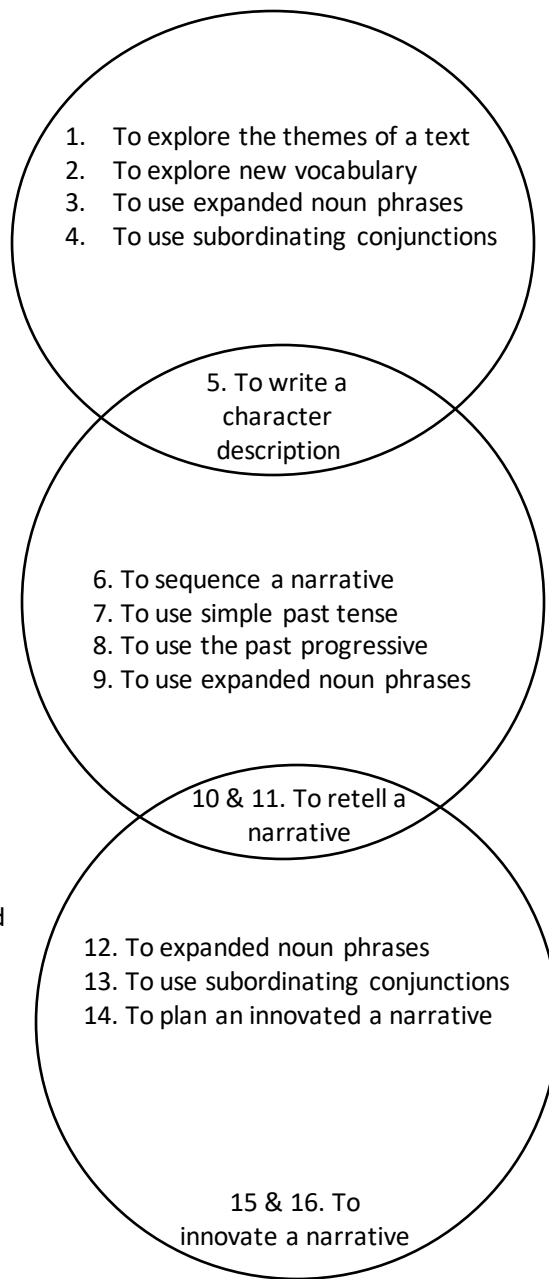 1. To explore the themes of a text
2. To explore new vocabulary
3. To use expanded noun phrases
4. To use subordinating conjunctions
5. To write a
character
description
6. To sequence a narrative
7. To use simple past tense
8. To use the past progressive
9. To use expanded noun phrases
10 & 11. To retell a
narrative
12. To expanded noun phrases
13. To use subordinating conjunctions
14. To plan an innovated a narrative
15 & 16. To
innovate a narrative